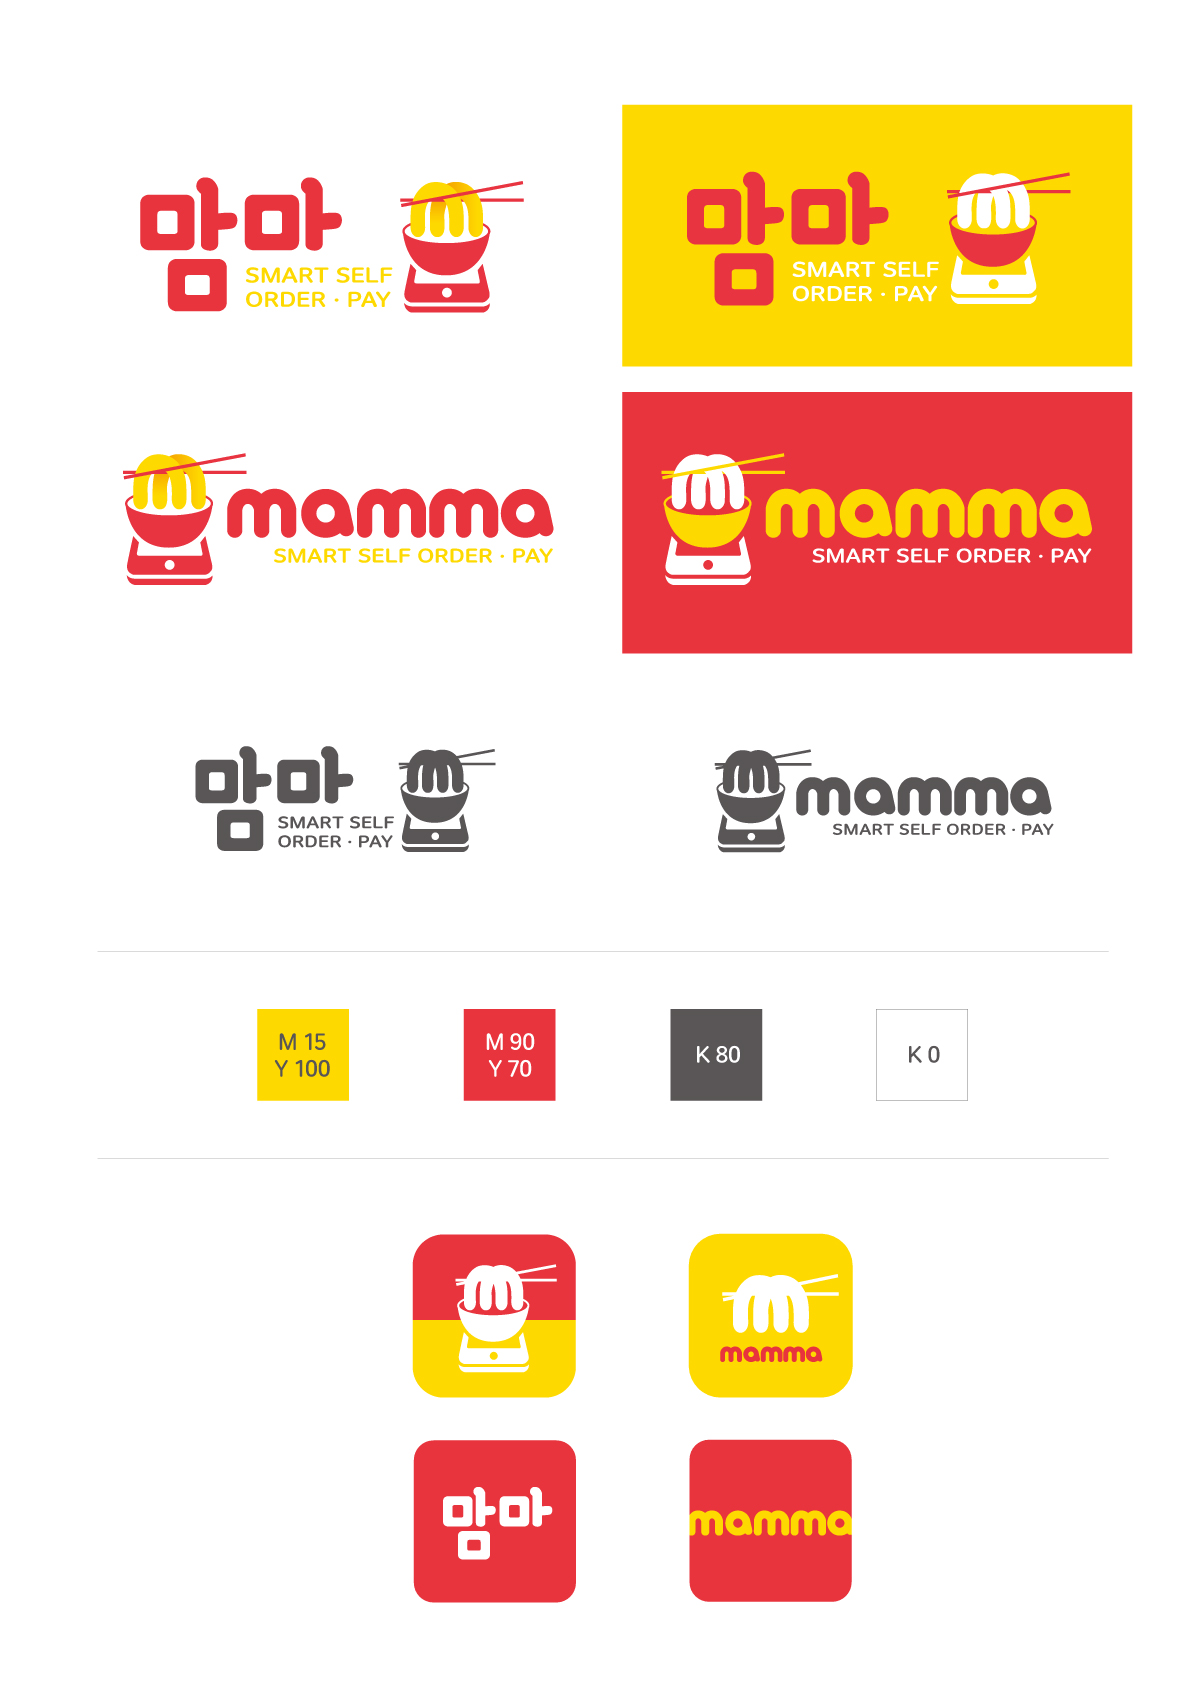 맘마
SMART SELF
ORDER · PAY
맘마
SMART SELF
ORDER · PAY
mamma
SMART SELF ORDER · PAY
mamma
SMART SELF ORDER · PAY
맘마
SMART SELF
ORDER · PAY
mamma
SMART SELF ORDER · PAY
M 15
Y 100
M 90
Y 70
K 80
K 0
mamma
맘마
mamma